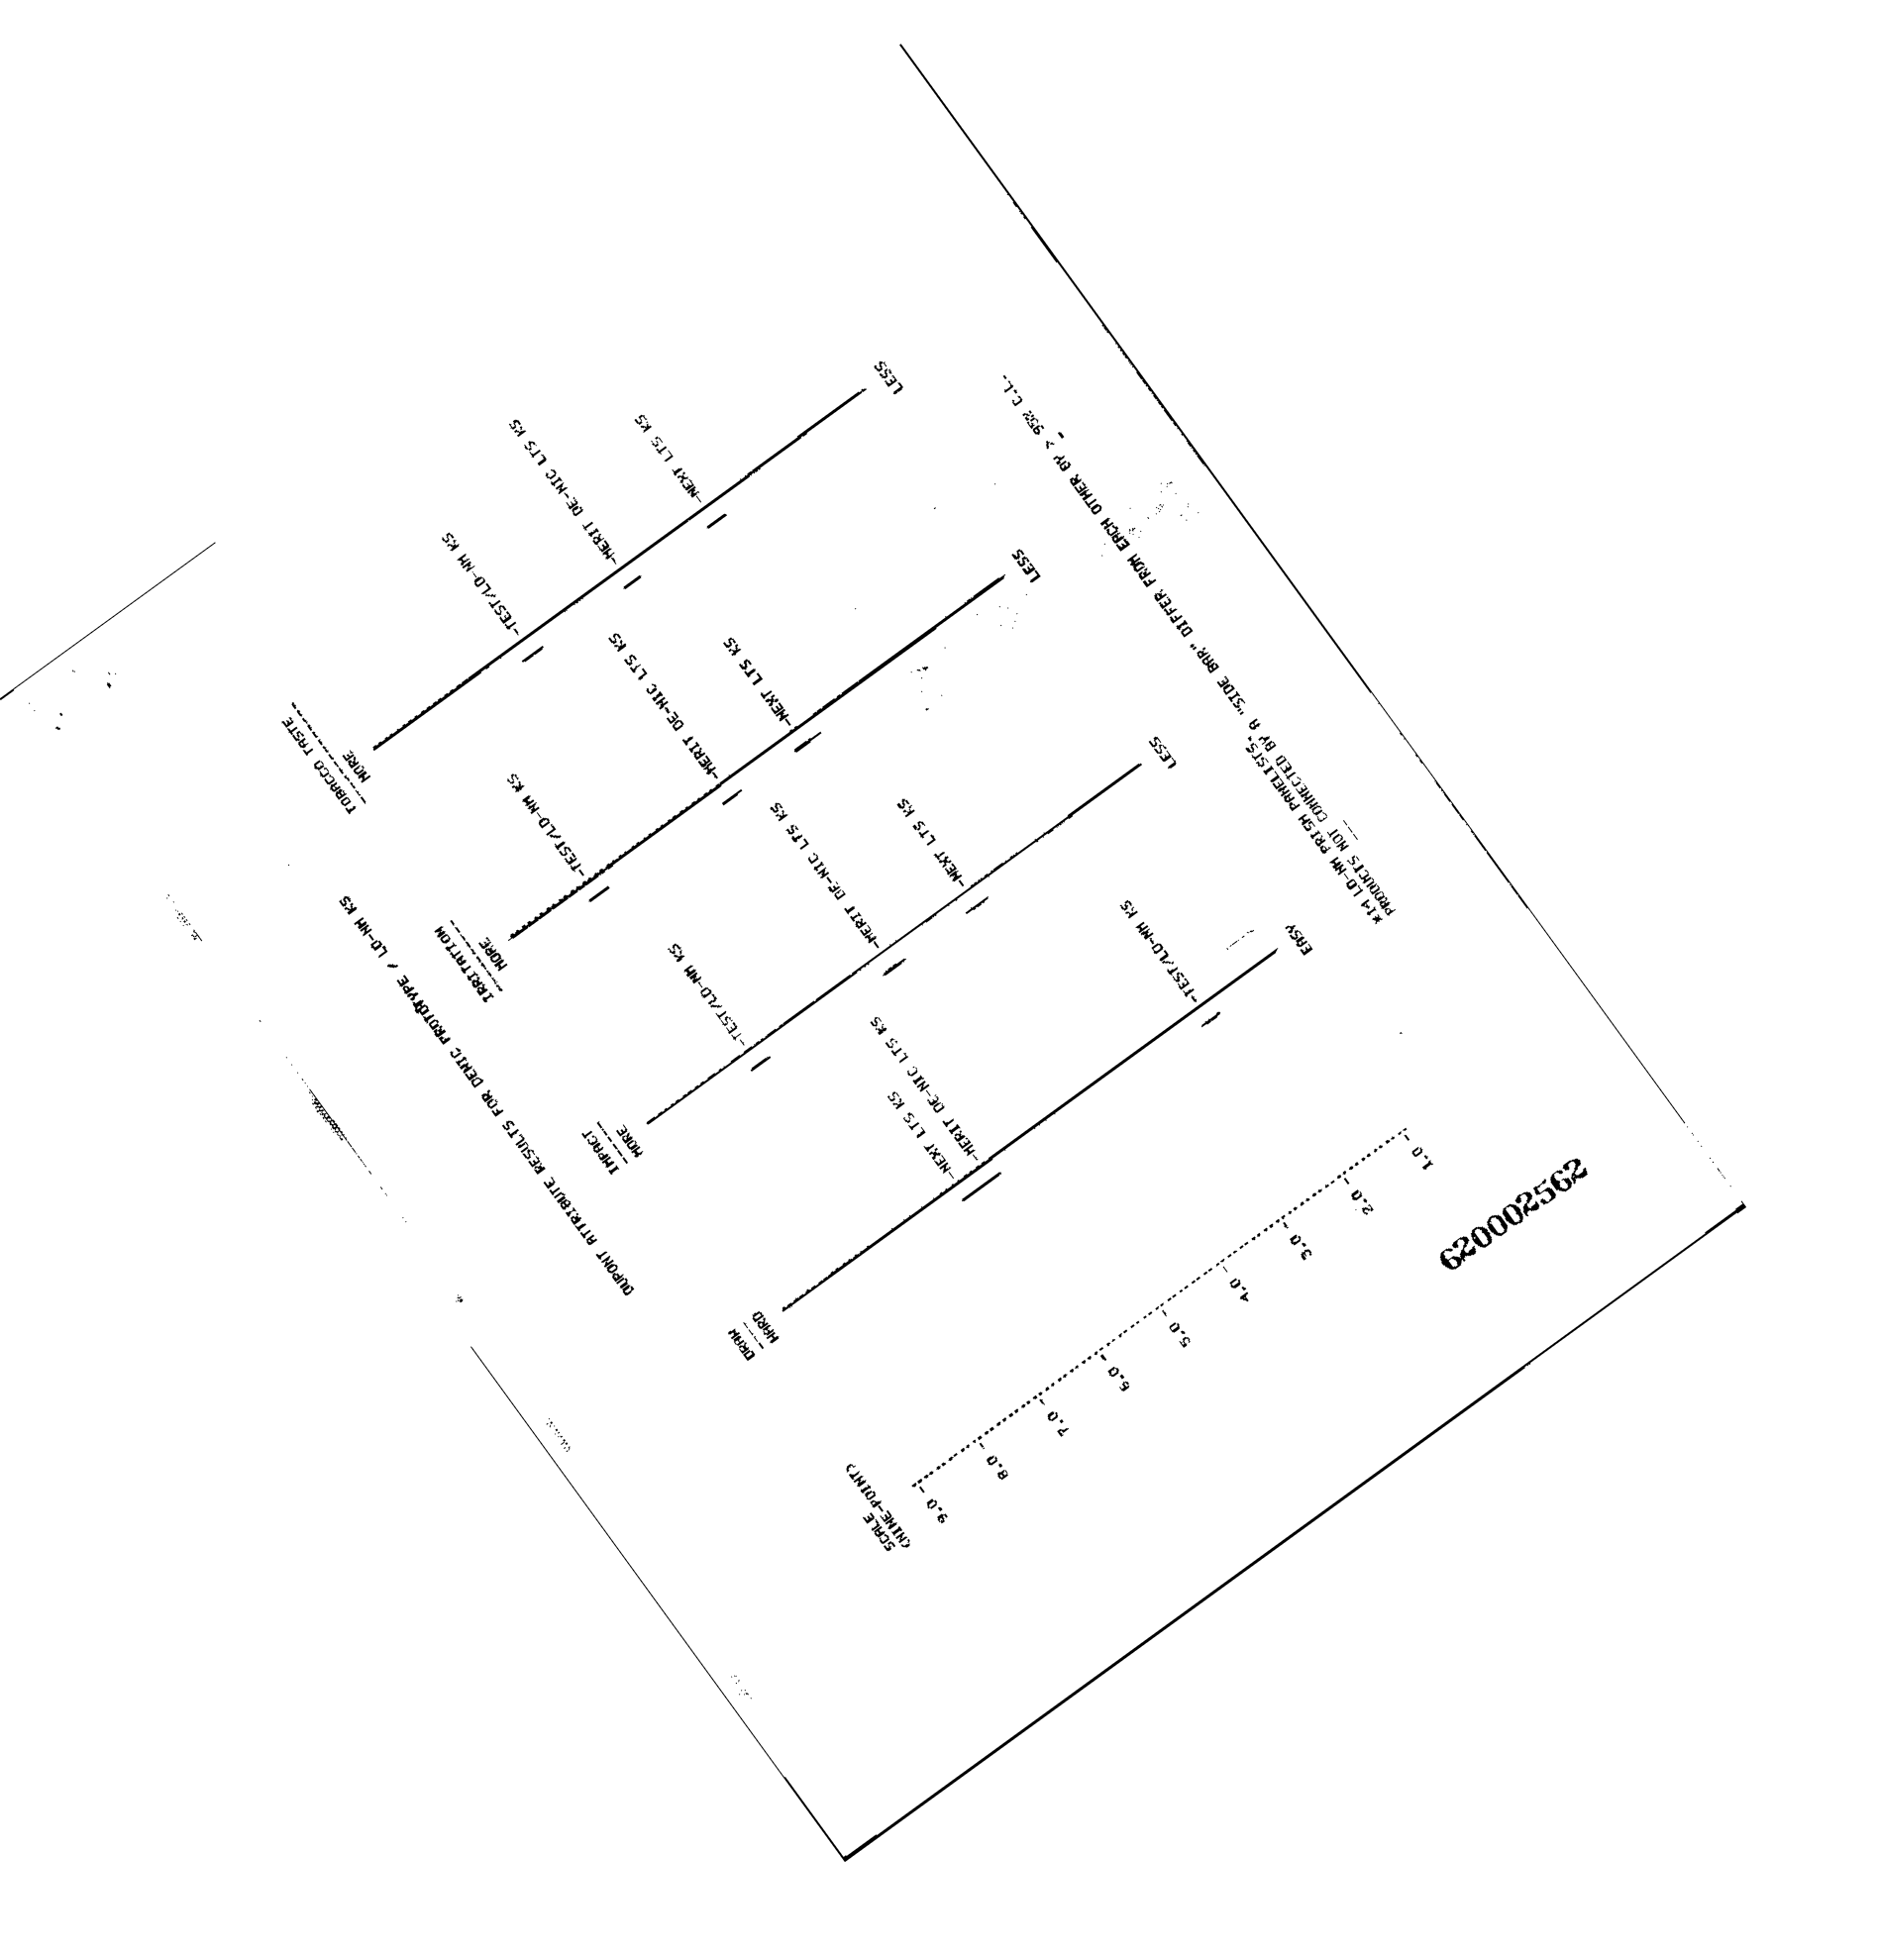 DUPONT ATTRIBUTE RESULTS FOR DENIC PROTOTYPE / LO-NM KS
SCALE
(NINE-POINT)
9.0
8.0
7.0
6.0
5.0
4.0
3.0
2.0
1.0
DRAW
HARD
-NEXT LTS KS
-MERIT DE-NIC LTS KS
-TEST/LO-NM KS
EASY
IMPACT
MORE
-TEST/LO-NM KS
-MERIT DE-NIC LTS KS
-NEXT LTS KS
LESS
IRRITATION
MORE
-TEST/LO-NM KS
-MERIT DE-NIC LTS KS
-NEXT LTS KS
LESS
TOBACCO TASTE
MORE
-TEST/LO-NM KS
-MERIT DE-NIC LTS KS
-NEXT LTS KS
LESS
*14 LO-NM PRISM PANELISTS.
PRODUCTS NOT CONNECTED BY A "SIDE BAR" DIFFER FROM EACH OTHER BY > 95% C.L.
620002562